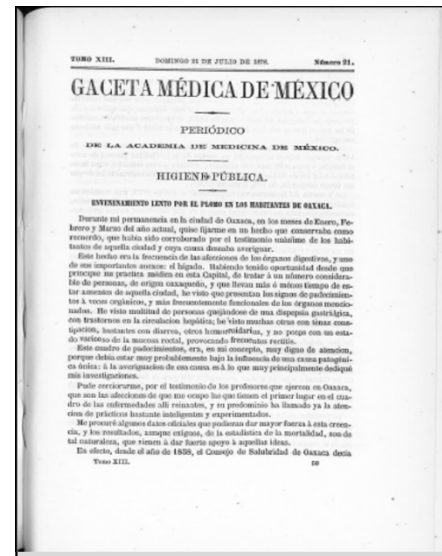 TOMO XIII.
DOMINGO 21 DE JULIO DE 1878.
Número 21.
GACETA MÉDICA DE MÉXICO
PERIÓDICO
DE LA ACADEMIA DE MEDICINA DE MÉXICO.
HIGIENE PÚBLICA.
ENVENENAMIENTO LENTO POR EL PLOMO EN LOS HABITANTES DE OAXACA.
Durante mi permanencia en la ciudad de Oaxaca, en los meses de Enero, Fe-
brero y Marzo del año actual, quise fijarme en un hecho que conservaba como
recuerdo, que habia sido corroborado por el testimonio unánime de los habi-
tantes de aquella ciudad y cuya causa deseaba averiguar.
Este hecho era la frecuencia de las afecciones de los órganos digestivos, y uno
de sus importantes anexos: el hígado. Habiendo tenido oportunidad desde que
principié mi práctica médica en esta Capital, de tratar á un número considera-
ble de personas, de orígen oaxaqueño, y que llevan más ó ménos tiempo de es-
tar ausentes de aquella ciudad, he visto que presentan los signos de padecimien-
tos á veces orgánicos, y más frecuentemente funcionales de los órganos mencio-
nados. He visto multitud de personas quejándose de una dispepsia gastrálgica,
con trastornos en la circulacion hepática; he visto muchas otras con tenaz cons-
tipacion, bastantes con diarrea, otros hemorroidarios, y no pocos con un esta-
do varicoso de la mucosa rectal, provocando frecuentes rectitis.
Este cuadro de padecimientos, era, en mi concepto, muy digno de atencion,
porque debia estar muy probablemente bajo la influencia de una causa patogéni-
ca única: á la averiguacion de esa causa es á lo que muy principalmente dediqué
mis investigaciones.
Pude cerciorarme, por el testimonio de los profesores que ejercen en Oaxaca,
que son las afecciones de que me ocupo las que tienen el primer lugar en el cua-
dro de las enfermedades allí reinantes, y su predominio ha llamado ya la aten-
cion de prácticos bastante inteligentes y experimentados.
Me procuré algunos datos oficiales que pudieran dar mayor fuerza á esta creen-
cia, y los resultados, aunque exiguos, de la estadística de la mortalidad, son de
tal naturaleza, que vienen á dar fuerte apoyo á aquellas ideas.
En efecto, desde el año de 1838, el Consejo de Salubridad de Oaxaca decia
Tomo XIII.